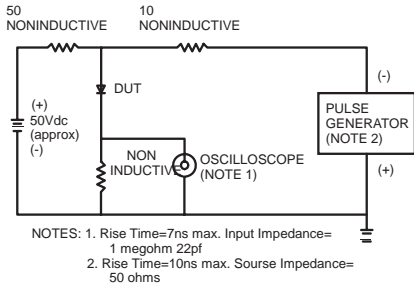 50
NONINDUCTIVE
10
NONINDUCTIVE
(+)
50Vdc
(approx)
(-)
DUT
NON
INDUCTIVE
OSCILLOSCOPE
(NOTE 1)
(-)
PULSE
GENERATOR
(NOTE 2)
(+)
NOTES: 1. Rise Time=7ns max. Input Impedance=
1 megohm 22pf
2. Rise Time=10ns max. Sourse Impedance=
50 ohms